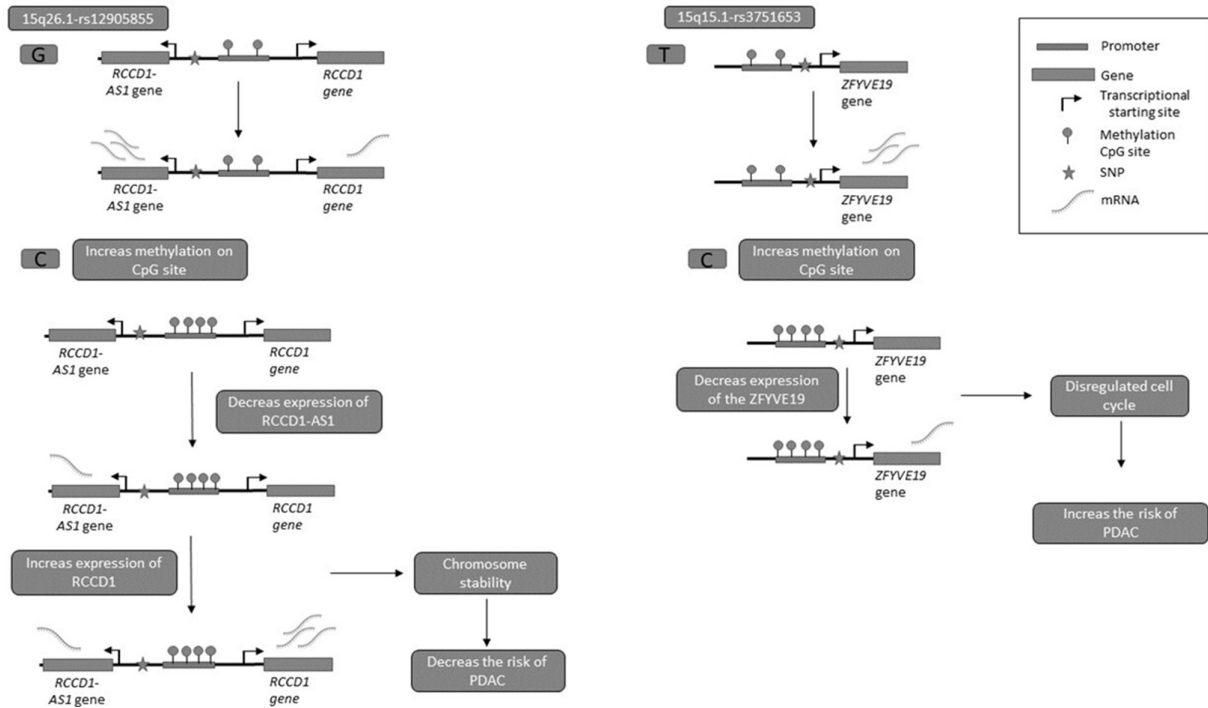 15q26.1-rs12905855
G
RCCD1-
AS1 gene
RCCD1
gene
RCCD1-
AS1 gene
RCCD1
gene
C
Increas methylation on
CpG site
RCCD1-
AS1 gene
RCCD1
gene
Decreas expression of
RCCD1-AS1
RCCD1-
AS1 gene
RCCD1
gene
Increas expression of
RCCD1
Chromosome
stability
RCCD1-
AS1 gene
RCCD1
gene
Decreas the risk of
PDAC
15q15.1-rs3751653
T
ZFYVE19
gene
ZFYVE19
gene
C
Increas methylation on
CpG site
ZFYVE19
gene
Decreas expression
of the ZFYVE19
ZFYVE19
gene
Disregulated cell
cycle
Increas the risk of
PDAC
Promoter
Gene
Transcriptional
starting site
Methylation
CpG site
SNP
mRNA